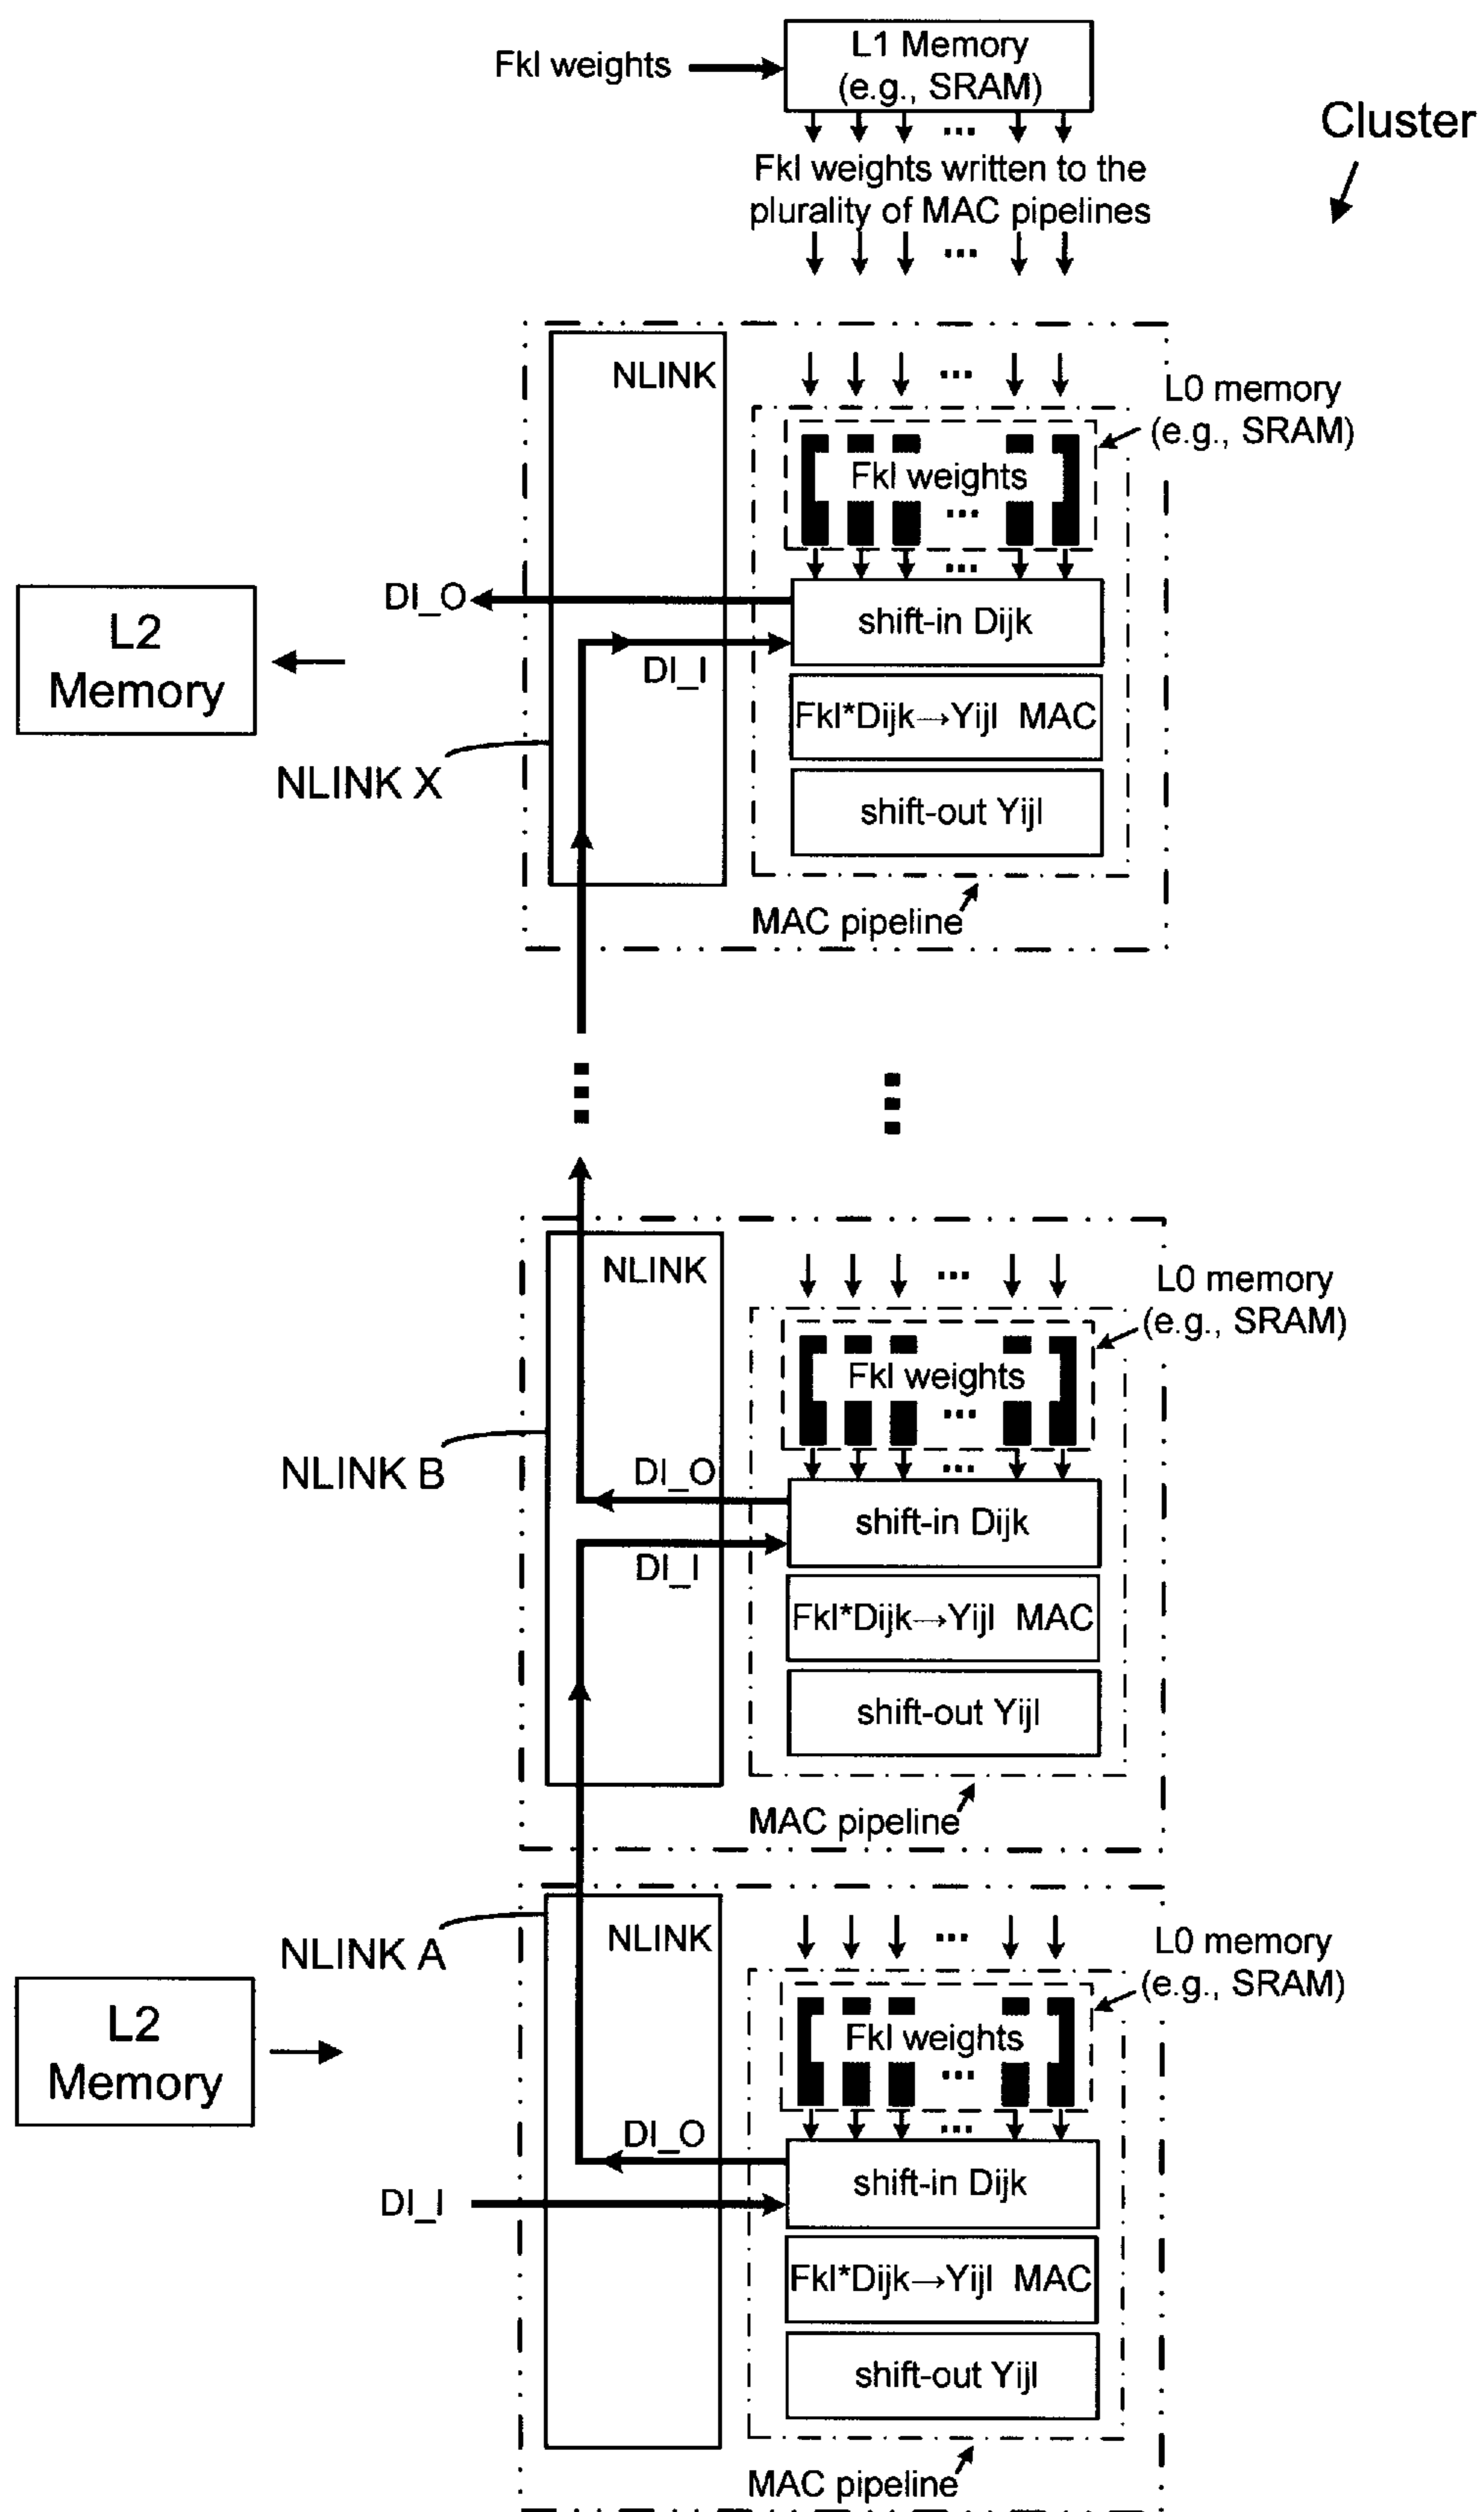 L1 Memory
(e.g., SRAM)
Fkl weights
Cluster
Fkl weights written to the
plurality of MAC pipelines
NLINK
L0 memory
(e.g., SRAM)
Fkl weights
DI_O
L2
Memory
shift-in Dijk
DI_I
Fkl*Dijk→Yijl MAC
NLINK X
shift-out Yijl
MAC pipeline
NLINK
L0 memory
(e.g., SRAM)
Fkl weights
NLINK B
DI_O
shift-in Dijk
DI_I
Fkl*Dijk→Yijl MAC
shift-out Yijl
MAC pipeline
NLINK A
NLINK
L0 memory
(e.g., SRAM)
L2
Memory
Fkl weights
DI_O
shift-in Dijk
DI_I
Fkl*Dijk→Yijl MAC
shift-out Yijl
MAC pipeline